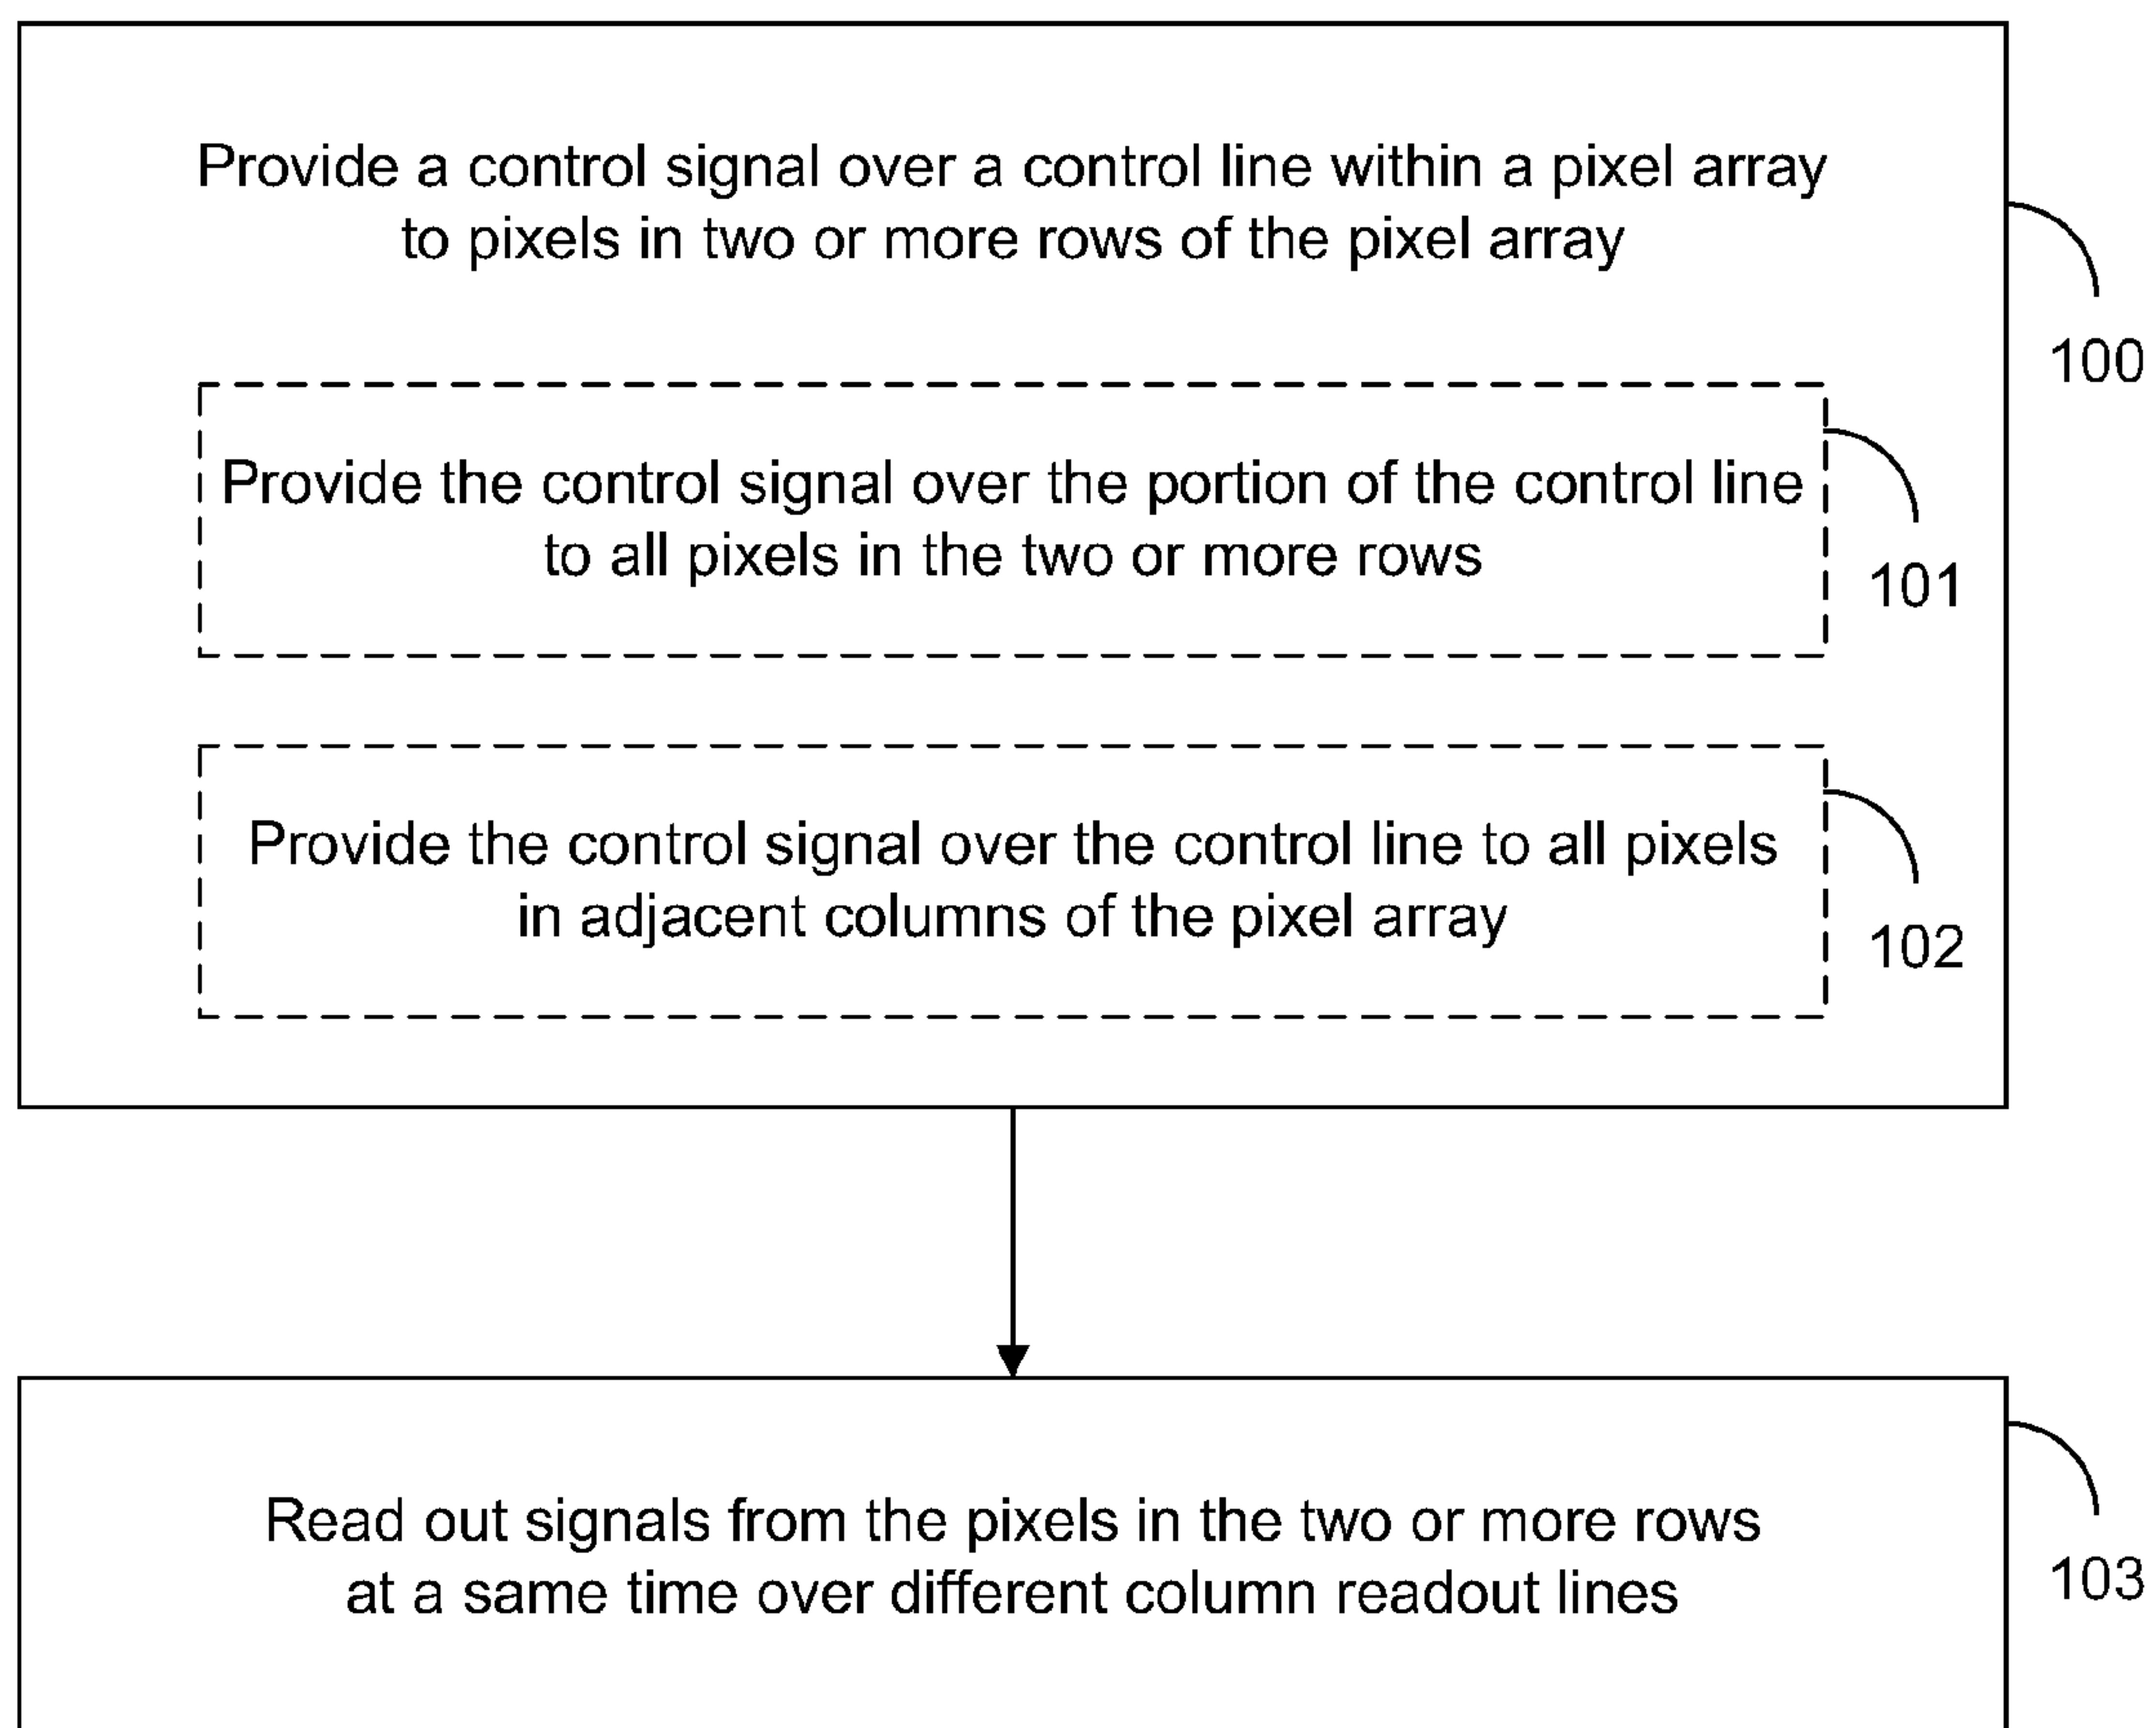 Provide a control signal over a control line within a pixel array
to pixels in two or more rows of the pixel array
100
Provide the control signal over the portion of the control line
to all pixels in the two or more rows
101
Provide the control signal over the control line to all pixels
in adjacent columns of the pixel array
102
Read out signals from the pixels in the two or more rows
at a same time over different column readout lines
103